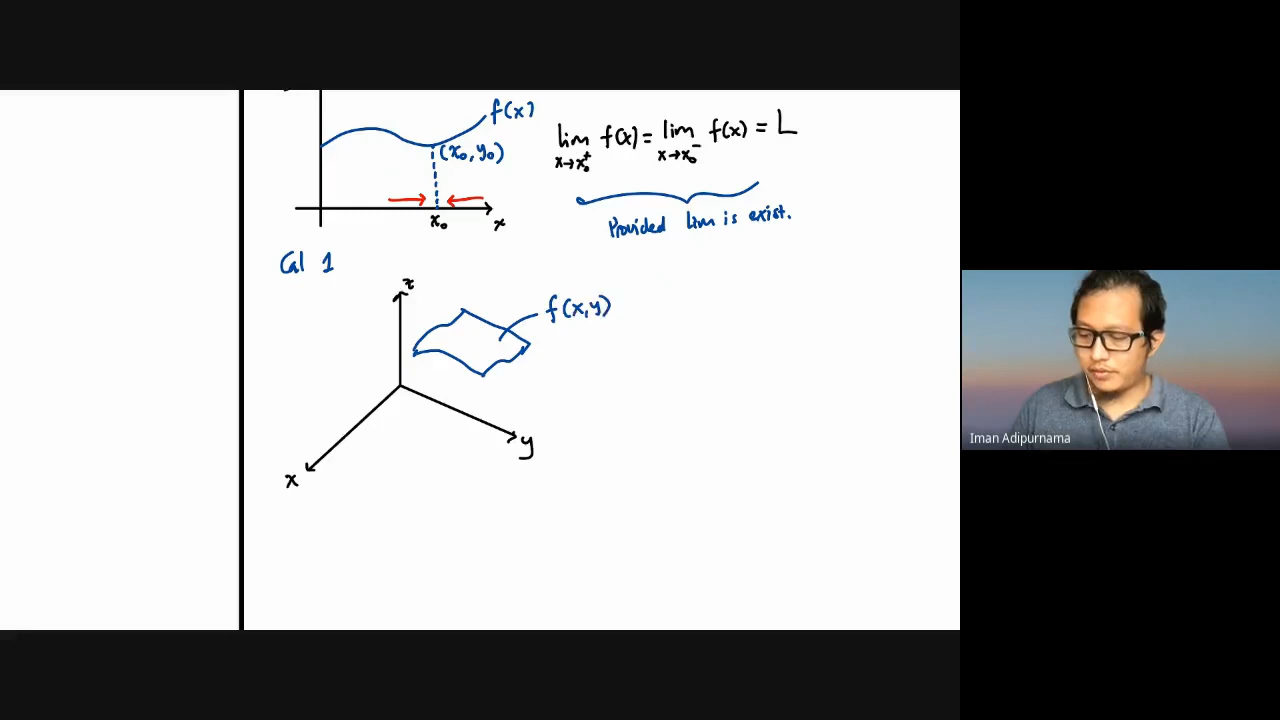 f(x)
(x₀, y₀)
x₀
x
lim f(x) = lim f(x) = L
x→x₀⁺ x→x₀⁻
Provided lim is exist.
Cal 1
z
f(x,y)
y
x
Iman Adipurnama